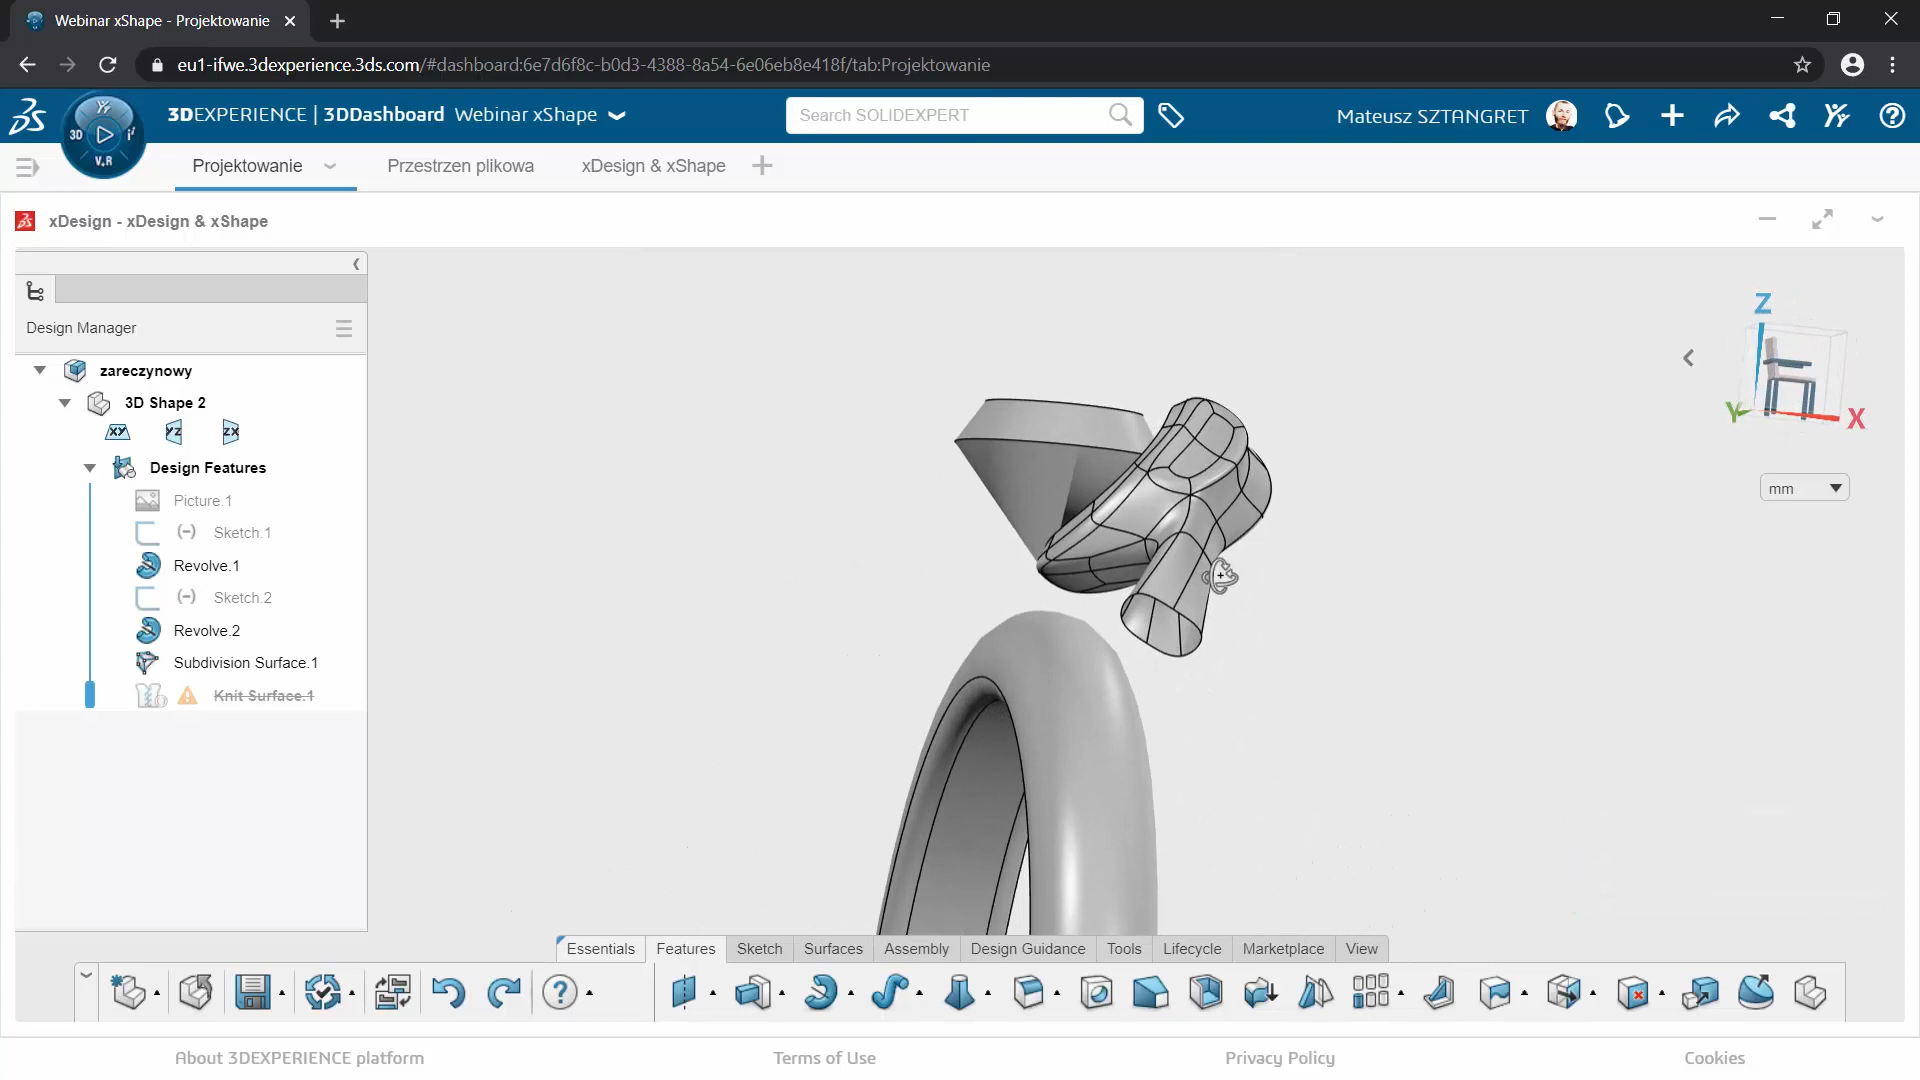 Webinar xShape - Projektowanie
eu1-ifwe.3dexperience.3ds.com/#dashboard:6e7d6f8c-b0d3-4388-8a54-6e06eb8e418f/tab:Projektowanie
3D
V.R
3DEXPERIENCE | 3DDashboard Webinar xShape
Search SOLIDEXPERT
Mateusz SZTANGRET
Projektowanie
Przestrzen plikowa
xDesign & xShape
xDesign - xDesign & xShape
Design Manager
zareczynowy
3D Shape 2
XY YZ ZX
Design Features
Picture.1
(-) Sketch.1
Revolve.1
(-) Sketch.2
Revolve.2
Subdivision Surface.1
Knit Surface.1
Z
Y
X
mm
Essentials Features Sketch Surfaces Assembly Design Guidance Tools Lifecycle Marketplace View
About 3DEXPERIENCE platform
Terms of Use
Privacy Policy
Cookies